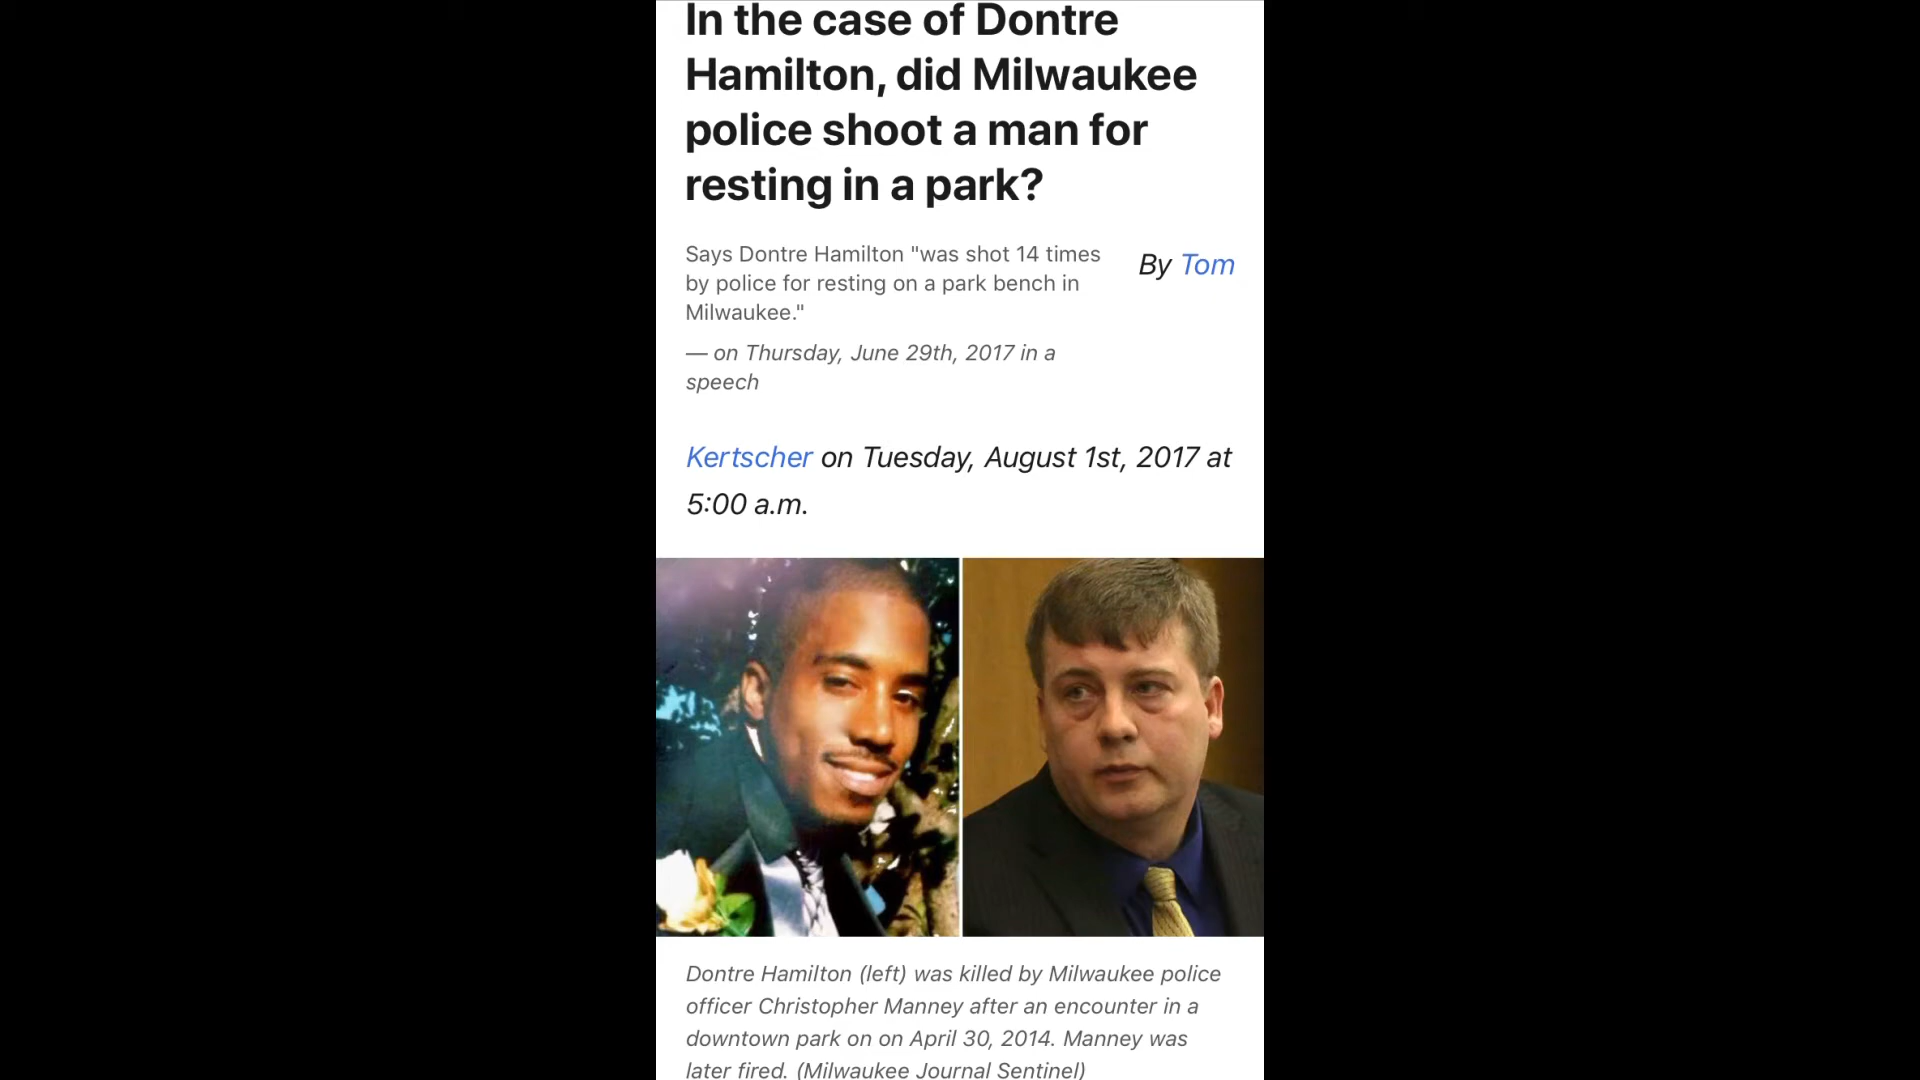 In the case of Dontre
Hamilton, did Milwaukee
police shoot a man for
resting in a park?
Says Dontre Hamilton "was shot 14 times
by police for resting on a park bench in
Milwaukee."
— on Thursday, June 29th, 2017 in a
speech
By Tom
Kertscher on Tuesday, August 1st, 2017 at
5:00 a.m.
Dontre Hamilton (left) was killed by Milwaukee police
officer Christopher Manney after an encounter in a
downtown park on on April 30, 2014. Manney was
later fired. (Milwaukee Journal Sentinel)